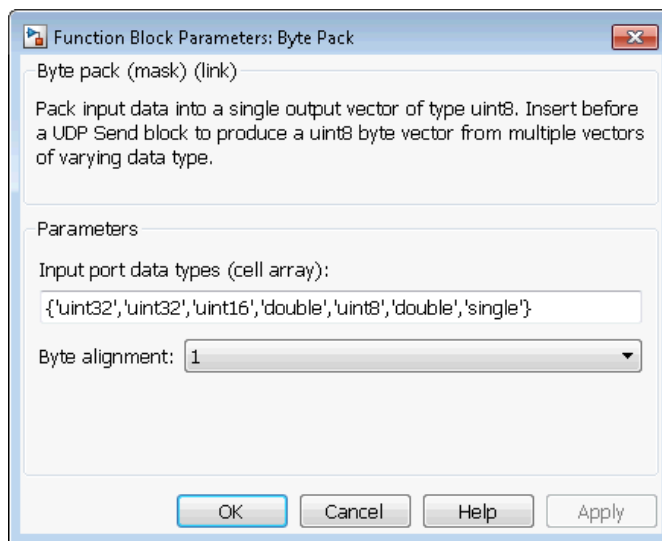 Function Block Parameters: Byte Pack
Byte pack (mask) (link)
Pack input data into a single output vector of type uint8. Insert before
a UDP Send block to produce a uint8 byte vector from multiple vectors
of varying data type.
Parameters
Input port data types (cell array):
{'uint32','uint32','uint16','double','uint8','double','single'}
Byte alignment: 1
OK Cancel Help Apply